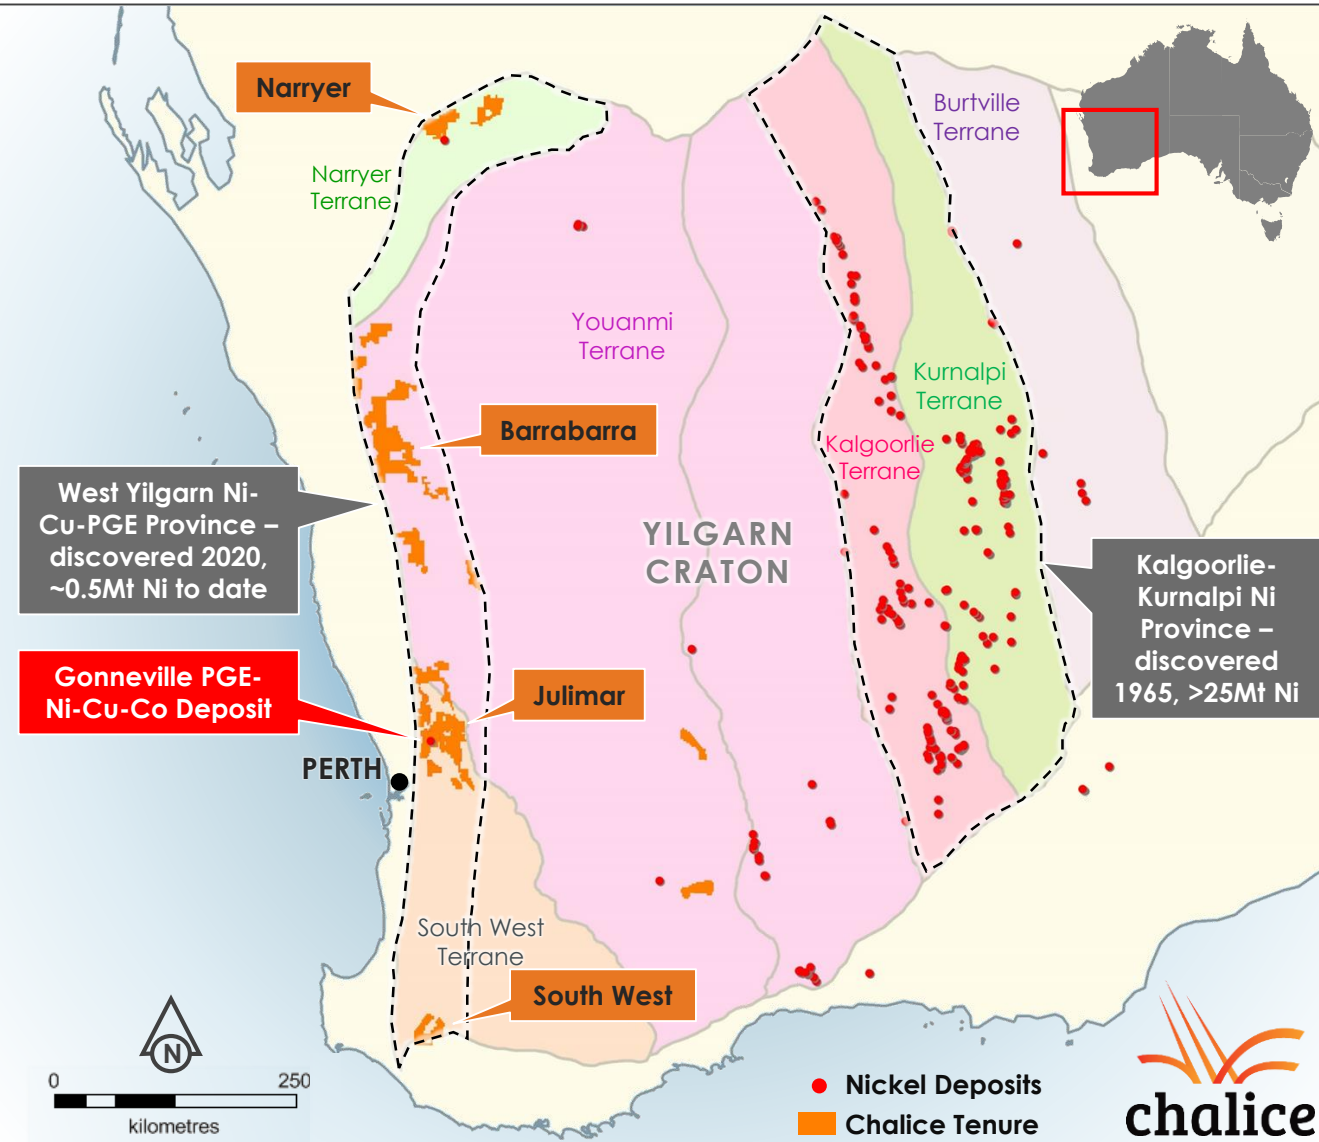 Narryer
Burtville
Terrane
Narryer
Terrane
Youanmi
Terrane
Kurnalpi
Terrane
Barrabarra
Kalgoorlie
Terrane
West Yilgarn Ni-
Cu-PGE Province –
discovered 2020,
~0.5Mt Ni to date
YILGARN
CRATON
Kalgoorlie-
Kurnalpi Ni
Province –
discovered
1965, >25Mt Ni
Gonneville PGE-
Ni-Cu-Co Deposit
Julimar
PERTH
South West
Terrane
South West
N
0 250
kilometres
Nickel Deposits
Chalice Tenure
chalice